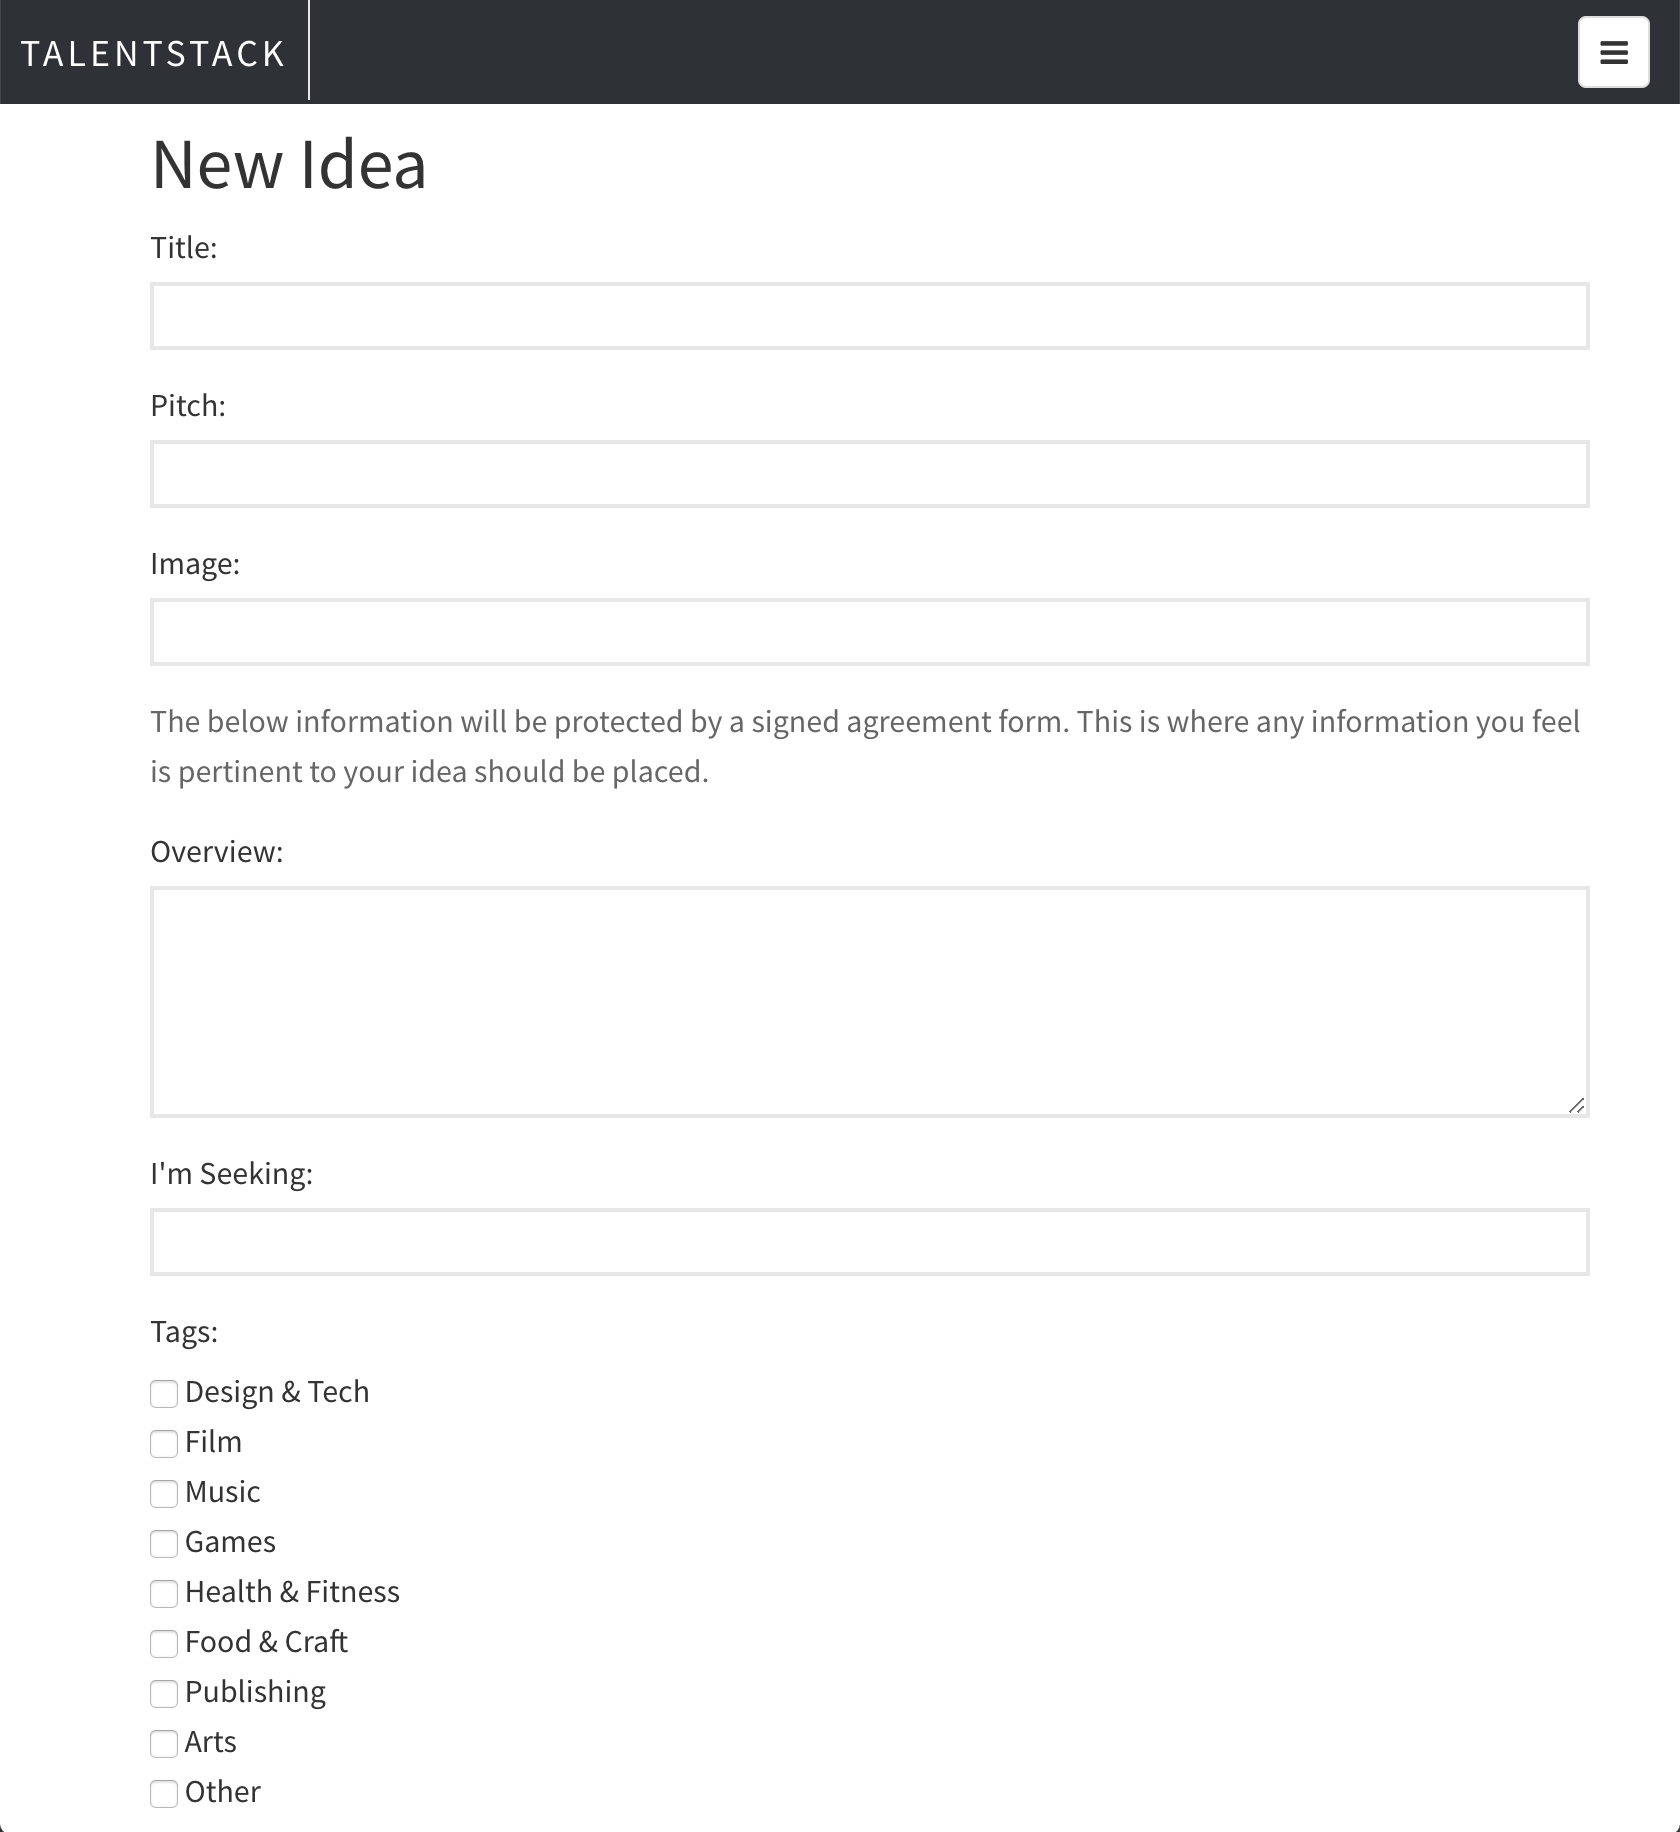 TALENTSTACK
New Idea
Title:
Pitch:
Image:
The below information will be protected by a signed agreement form. This is where any information you feel
is pertinent to your idea should be placed.
Overview:
I'm Seeking:
Tags:
Design & Tech
Film
Music
Games
Health & Fitness
Food & Craft
Publishing
Arts
Other